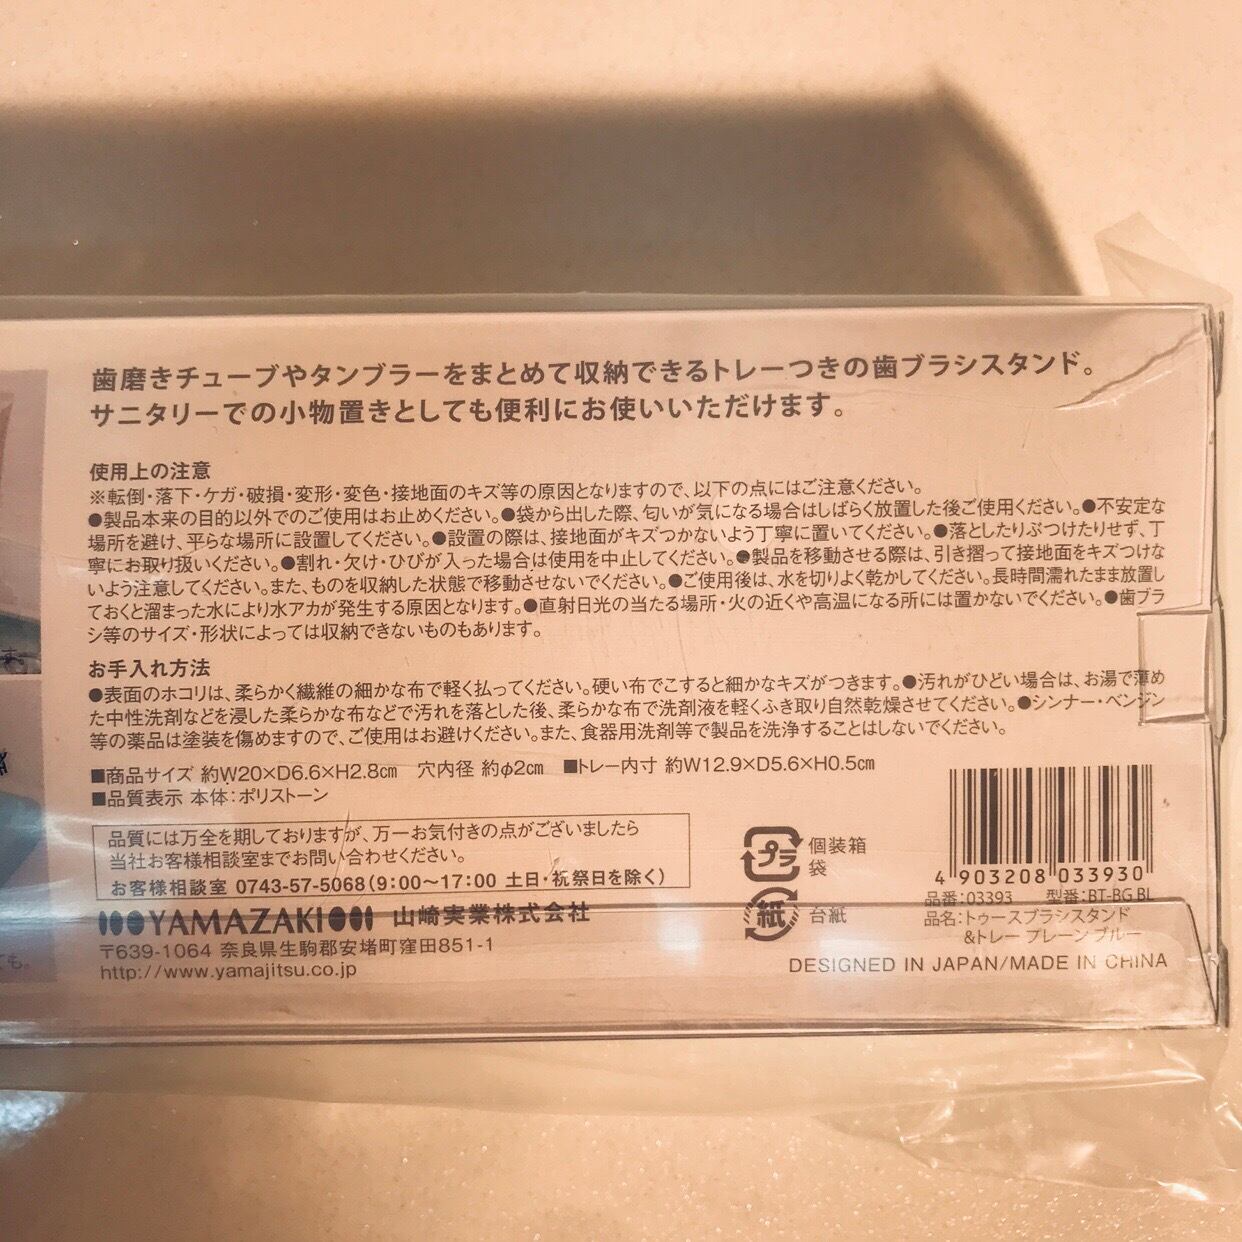 歯磨きチューブやタンブラーをまとめて収納できるトレーつきの歯ブラシスタンド。
サニタリーでの小物置きとしても便利にお使いいただけます。
使用上の注意
※転倒・落下・ケガ・破損・変形・変色・接地面のキズ等の原因となりますので、以下の点にはご注意ください。
●製品本来の目的以外でのご使用はお止めください。●袋から出した際、匂いが気になる場合はしばらく放置した後ご使用ください。●不安定な
場所を避け、平らな場所に設置してください。●設置の際は、接地面がキズつかないよう丁寧に置いてください。●落としたりぶつけたりせず、丁
寧にお取り扱いください。●割れ・欠け・ひびが入った場合は使用を中止してください。●製品を移動させる際は、引き摺って接地面をキズつけな
いよう注意してください。また、ものを収納した状態で移動させないでください。●ご使用後は、水を切りよく乾かしてください。長時間濡れたまま放置し
ておくと溜まった水により水アカが発生する原因となります。●直射日光の当たる場所・火の近くや高温になる所には置かないでください。●歯ブラ
シ等のサイズ・形状によっては収納できないものもあります。
お手入れ方法
●表面のホコリは、柔らかく繊維の細かな布で軽く払ってください。硬い布でこすると細かなキズがつきます。●汚れがひどい場合は、お湯で薄め
た中性洗剤などを浸した柔らかな布などで汚れを落とした後、柔らかな布で洗剤液を軽くふき取り自然乾燥させてください。●シンナー・ベンジン
等の薬品は塗装を傷めますので、ご使用はお避けください。また、食器用洗剤等で製品を洗浄することはしないでください。
■商品サイズ 約W20×D6.6×H2.8㎝ 穴内径 約φ2㎝ ■トレー内寸 約W12.9×D5.6×H0.5㎝
■品質表示 本体：ポリストーン
品質には万全を期しておりますが、万一お気付きの点がございましたら
当社お客様相談室までお問い合わせください。
お客様相談室 0743-57-5068（9：00〜17：00 土日・祝祭日を除く）
YAMAZAKI 山崎実業株式会社
〒639-1064 奈良県生駒郡安堵町窪田851-1
http://www.yamajitsu.co.jp
プラ 個装箱
袋
紙 台紙
4 903208 033930
品番：03393 型番：BT-BG BL
品名：トゥースブラシスタンド
&トレー プレーン ブルー
DESIGNED IN JAPAN/MADE IN CHINA
も。